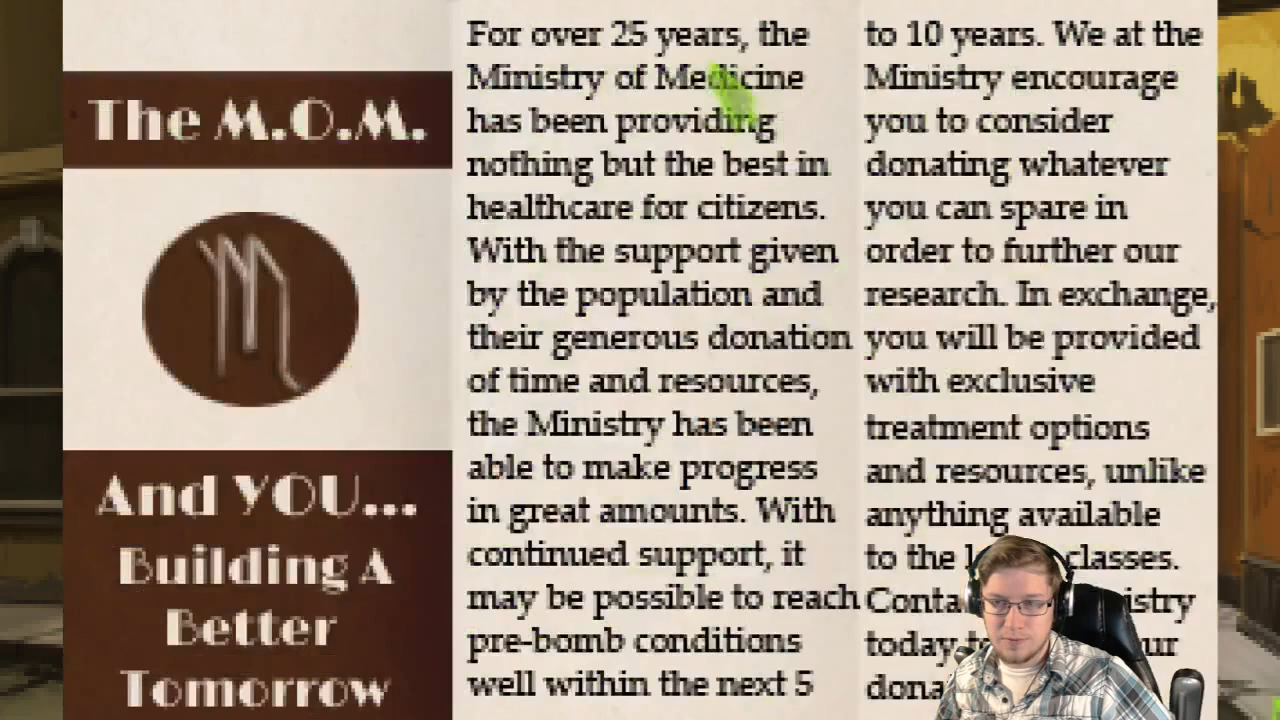 The M.O.M.
And YOU...
Building A
Better
Tomorrow
For over 25 years, the
Ministry of Medicine
has been providing
nothing but the best in
healthcare for citizens.
With the support given
by the population and
their generous donation
of time and resources,
the Ministry has been
able to make progress
in great amounts. With
continued support, it
may be possible to reach
pre-bomb conditions
well within the next 5
to 10 years. We at the
Ministry encourage
you to consider
donating whatever
you can spare in
order to further our
research. In exchange,
you will be provided
with exclusive
treatment options
and resources, unlike
anything available
to the classes.
today